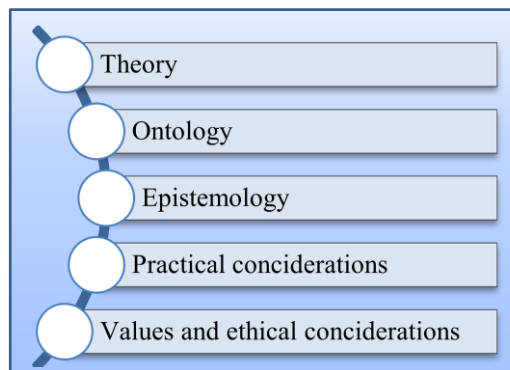 Theory
Ontology
Epistemology
Practical conciderations
Values and ethical conciderations